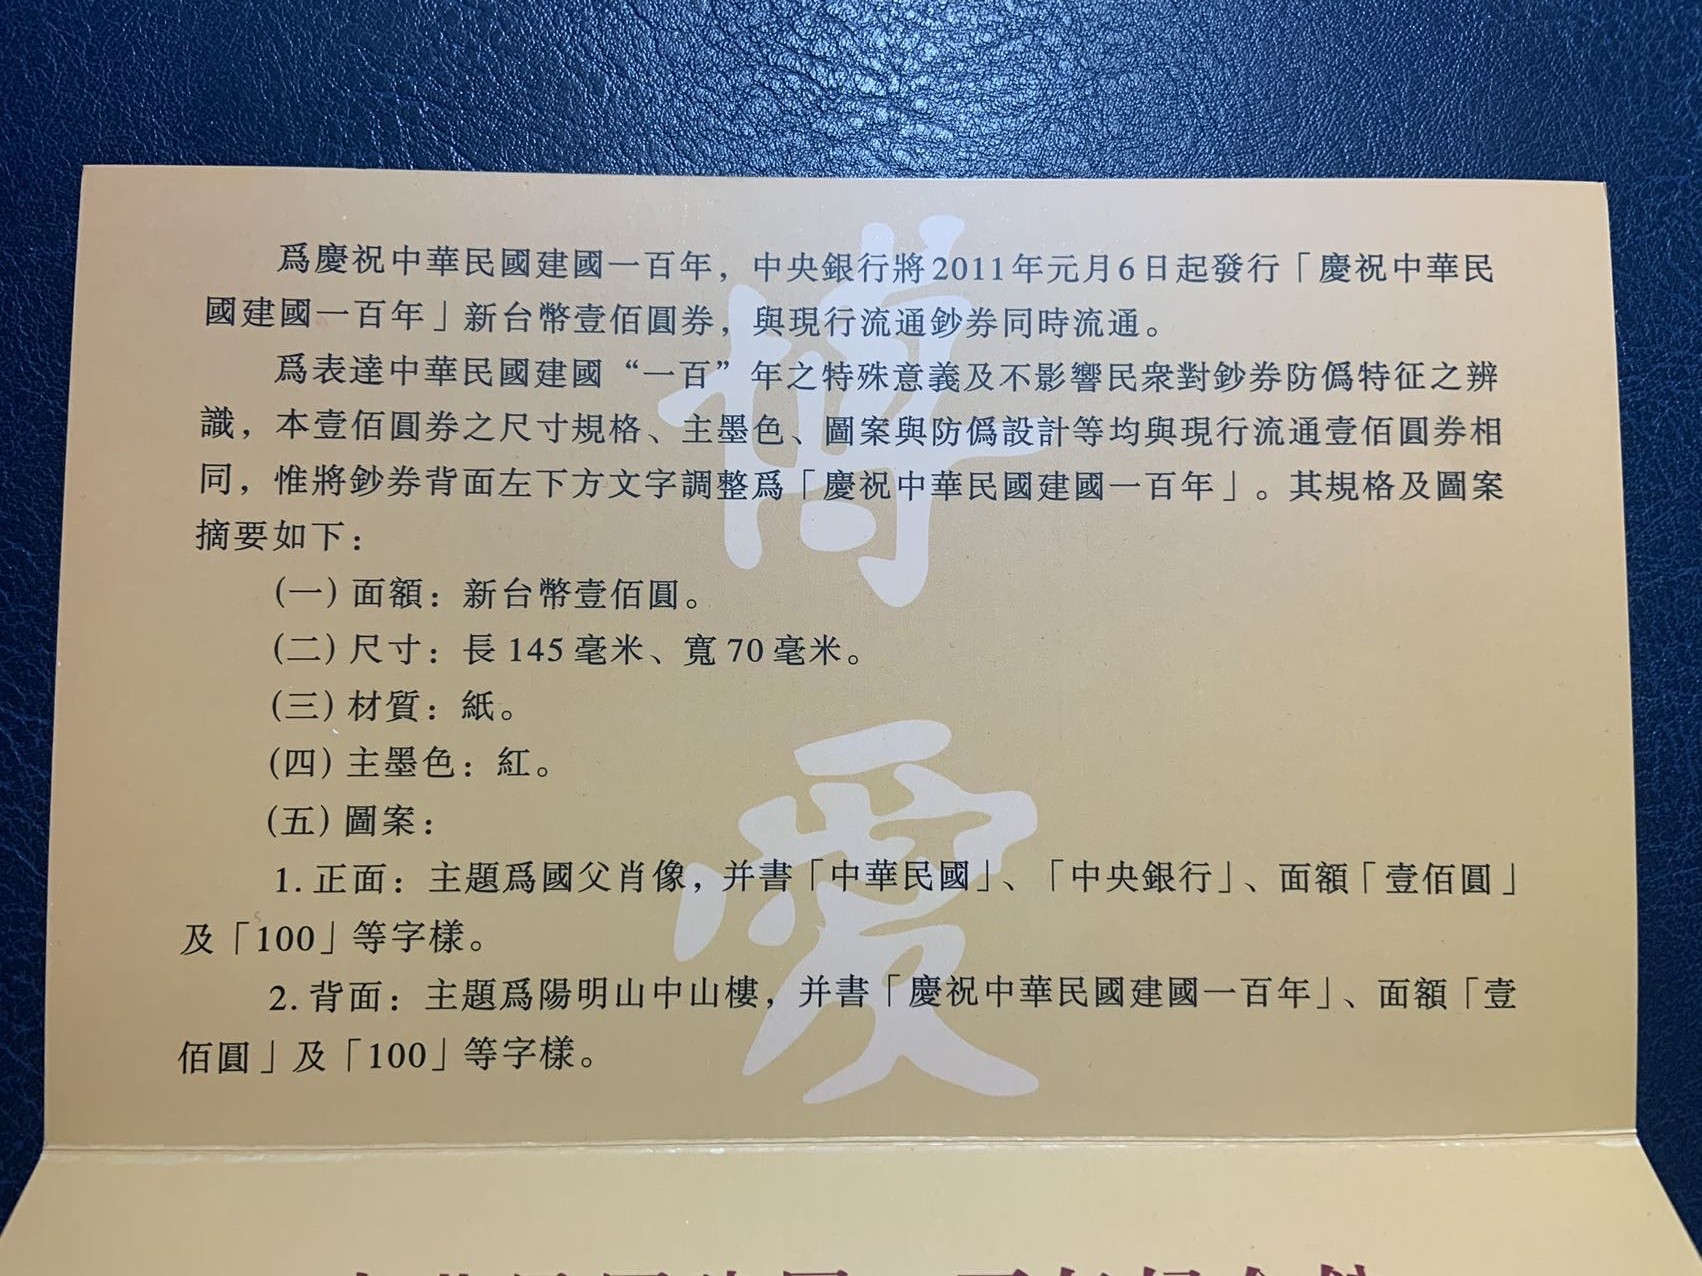 爲慶祝中華民國建國一百年，中央銀行將2011年元月6日起發行「慶祝中華民
國建國一百年」新台幣壹佰圓券，與現行流通鈔券同時流通。
爲表達中華民國建國“一百”年之特殊意義及不影響民衆對鈔券防僞特征之辨
識，本壹佰圓券之尺寸規格、主墨色、圖案與防僞設計等均與現行流通壹佰圓券相
同，惟將鈔券背面左下方文字調整爲「慶祝中華民國建國一百年」。其規格及圖案
摘要如下：
(一) 面額：新台幣壹佰圓。
(二) 尺寸：長 145 毫米、寬 70 毫米。
(三) 材質：紙。
(四) 主墨色：紅。
(五) 圖案：
1. 正面：主題爲國父肖像，并書「中華民國」、「中央銀行」、面額「壹佰圓」
及「100」等字樣。
2. 背面：主題爲陽明山中山樓，并書「慶祝中華民國建國一百年」、面額「壹
佰圓」及「100」等字樣。
博
愛